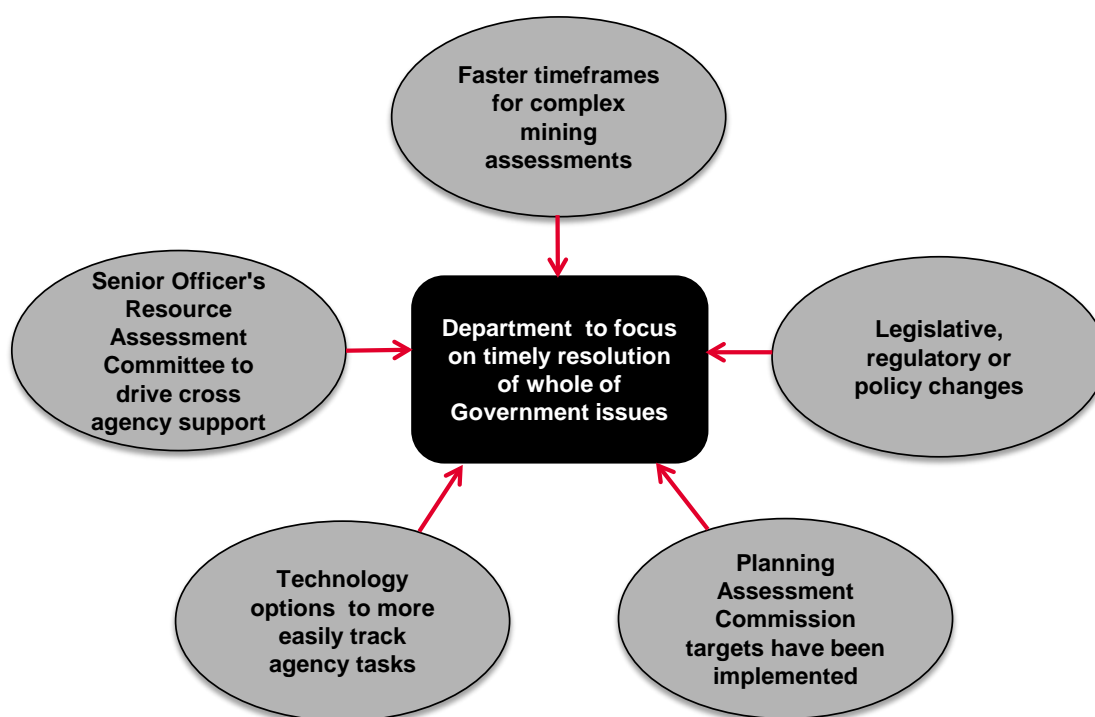 Faster timeframes
for complex
mining
assessments
Senior Officer's
Resource
Assessment
Committee to
drive cross
agency support
Department  to focus
on timely resolution
of whole of
Government issues
Legislative,
regulatory or
policy changes
Technology
options  to more
easily track
agency tasks
Planning
Assessment
Commission
targets have been
implemented